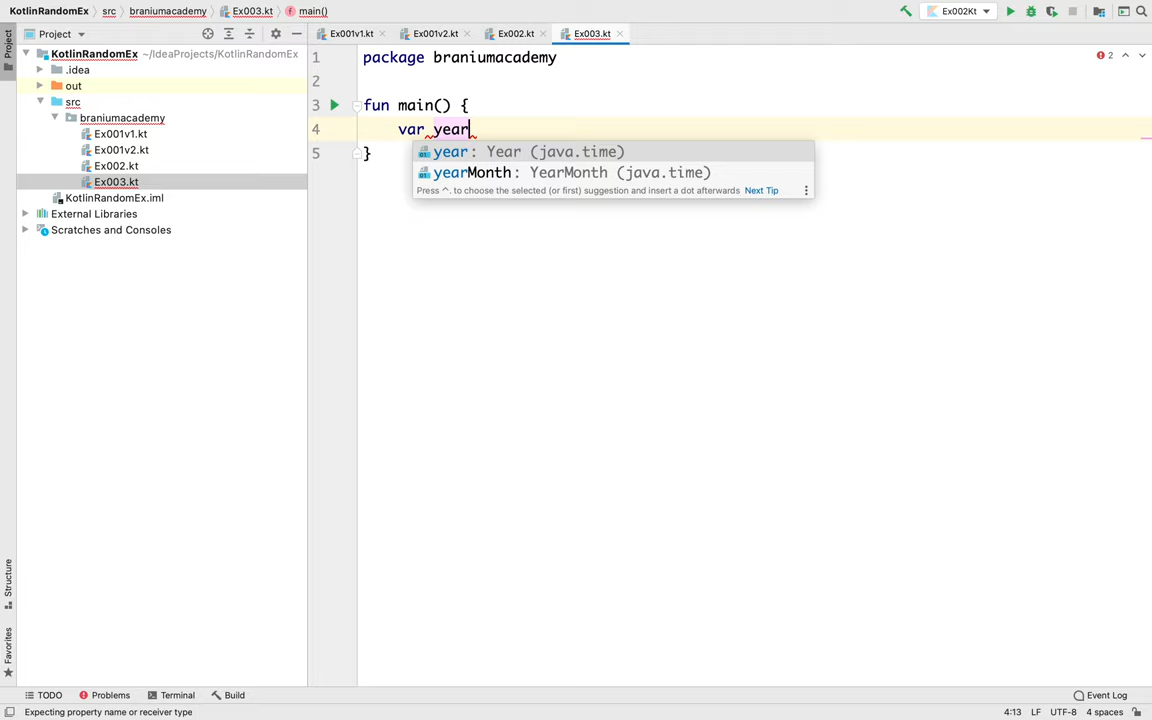 KotlinRandomEx src braniumacademy Ex003.kt main() Ex002Kt
Project Ex001v1.kt Ex001v2.kt Ex002.kt Ex003.kt
Project
KotlinRandomEx ~/IdeaProjects/KotlinRandomEx
.idea
out
src
braniumacademy
Ex001v1.kt
Ex001v2.kt
Ex002.kt
Ex003.kt
KotlinRandomEx.iml
External Libraries
Scratches and Consoles
1 package braniumacademy
2
3 fun main() {
4 var year
5 }
2
year: Year (java.time)
yearMonth: YearMonth (java.time)
Press ^. to choose the selected (or first) suggestion and insert a dot afterwards Next Tip
Structure
Favorites
TODO Problems Terminal Build Event Log
Expecting property name or receiver type 4:13 LF UTF-8 4 spaces